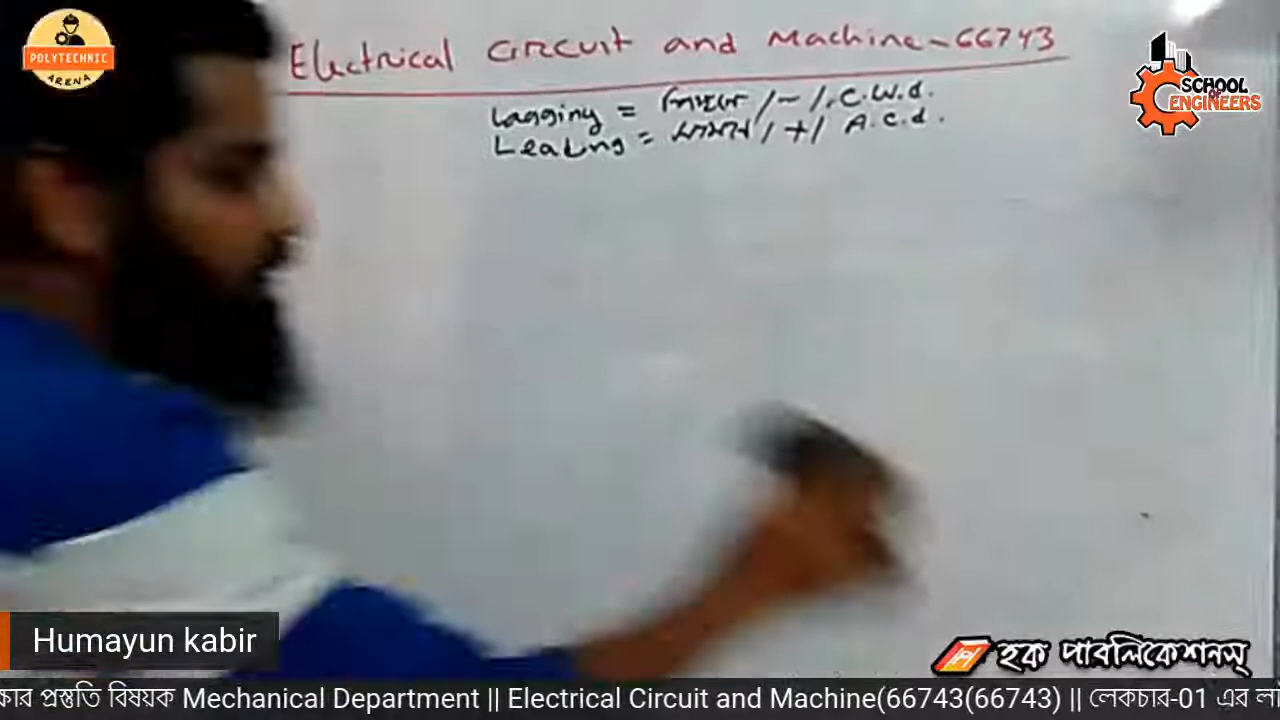 POLYTECHNIC
ARENA
Electrical Circuit and Machine-66743
SCHOOL
OF
ENGINEERS
Lagging = পিছনে / - / C.W.d.
Leading = সামনে / + / A.C.d.
Humayun kabir
হক পাবলিকেশনস্
ক্ষার প্রস্তুতি বিষয়ক Mechanical Department || Electrical Circuit and Machine(66743(66743) || লেকচার-01 এর লা